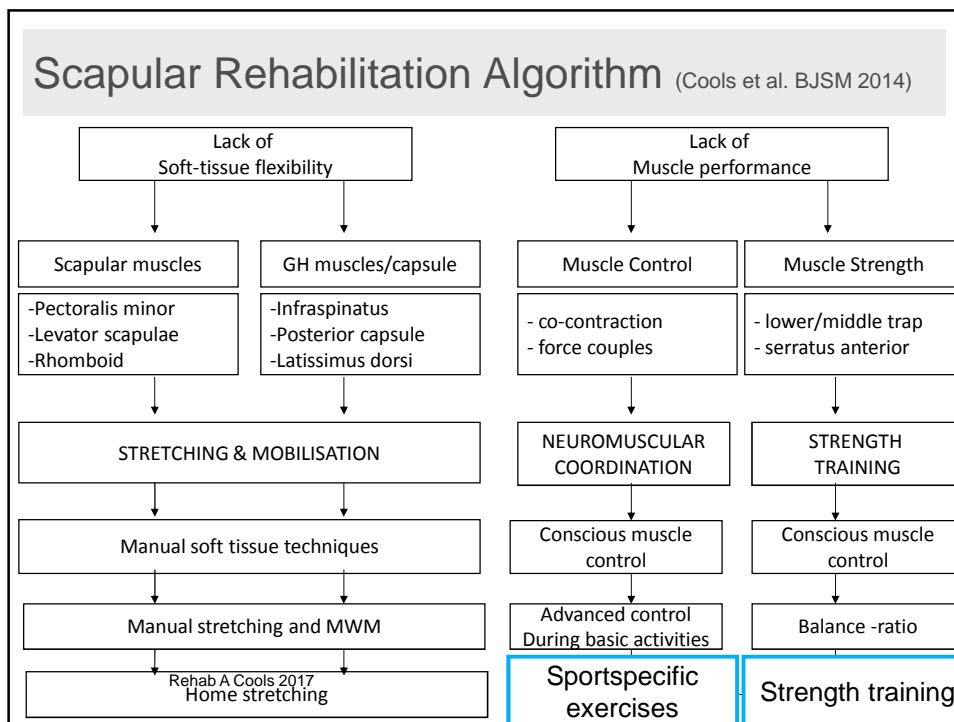 Scapular Rehabilitation Algorithm (Cools et al. BJSM 2014)
Lack of
Soft-tissue flexibility
Lack of
Muscle performance
Scapular muscles
GH muscles/capsule
Muscle Control
Muscle Strength
-Pectoralis minor
-Levator scapulae
-Rhomboid
-Infraspinatus
-Posterior capsule
-Latissimus dorsi
- co-contraction
- force couples
- lower/middle trap
- serratus anterior
STRETCHING & MOBILISATION
NEUROMUSCULAR
COORDINATION
STRENGTH
TRAINING
Manual soft tissue techniques
Conscious muscle
control
Conscious muscle
control
Manual stretching and MWM
Advanced control
During basic activities
Balance -ratio
Rehab A Cools 2017
Home stretching
Sportspecific
exercises
Strength training